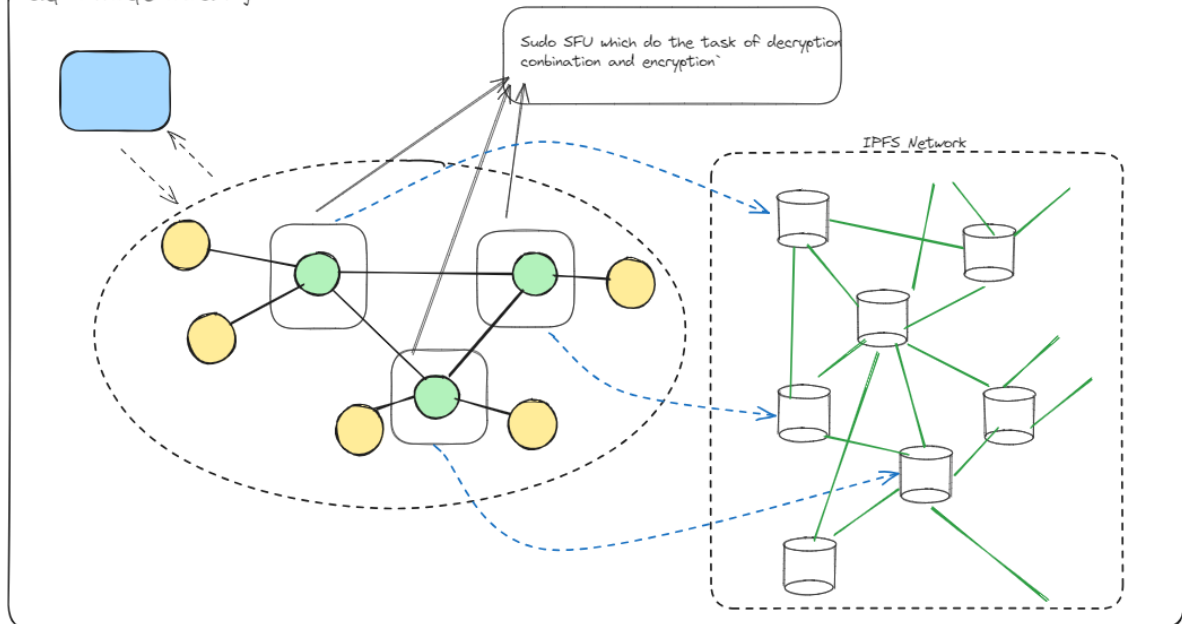 Sudo SFU which do the task of decryption
conbination and encryption`
IPFS Network